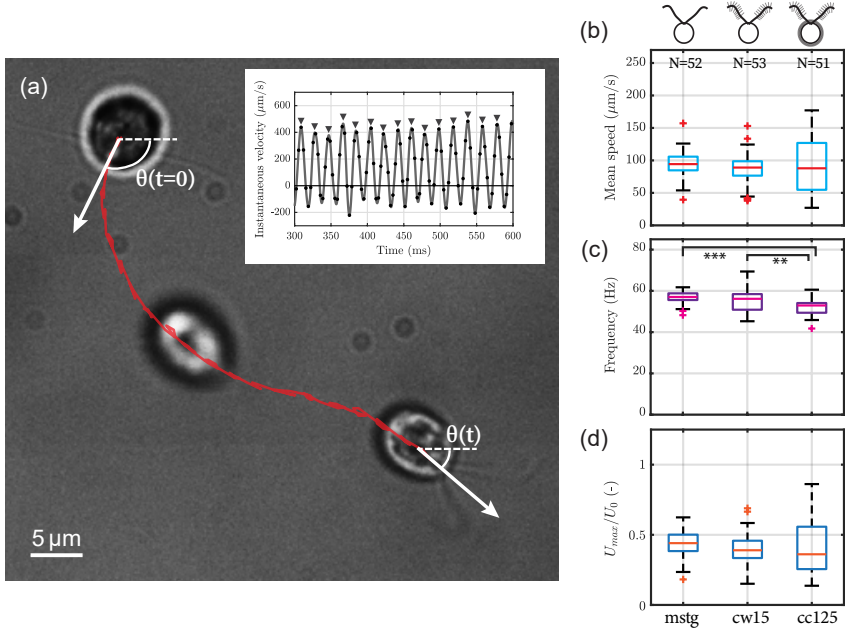 (a)
θ(t=0)
θ(t)
5 μm
Instantaneous velocity (μm/s)
600
400
200
0
-200
300
350
400
450
500
550
600
Time (ms)
(b)
Mean speed (μm/s)
250
200
150
100
50
0
N=52
N=53
N=51
(c)
Frequency (Hz)
80
60
40
20
0
***
**
(d)
Umax/U0 (-)
1
0.5
0
mstg
cw15
cc125